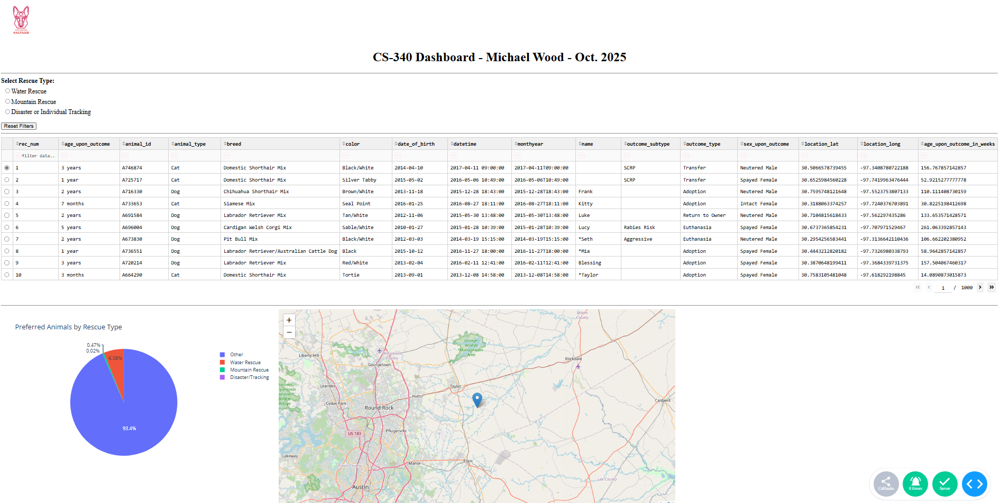 SALVARE
CS-340 Dashboard - Michael Wood - Oct. 2025
Select Rescue Type:
Water Rescue
Mountain Rescue
Disaster or Individual Tracking
Reset Filters
rec_num age_upon_outcome animal_id animal_type breed color date_of_birth datetime monthyear name outcome_subtype outcome_type sex_upon_outcome location_lat location_long age_upon_outcome_in_weeks
filter data..
1 3 years A746874 Cat Domestic Shorthair Mix Black/White 2014-04-10 2017-04-11 09:00:00 2017-04-11T09:00:00 SCRP Transfer Neutered Male 30.5066578739455 -97.3408780722188 156.767857142857
2 1 year A725717 Cat Domestic Shorthair Mix Silver Tabby 2015-05-02 2016-05-06 10:49:00 2016-05-06T10:49:00 SCRP Transfer Spayed Female 30.6525984560228 -97.7419963476444 52.9215277777778
3 2 years A716330 Dog Chihuahua Shorthair Mix Brown/White 2013-11-18 2015-12-28 18:43:00 2015-12-28T18:43:00 Frank Adoption Neutered Male 30.7595748121648 -97.5523753807133 110.111408730159
4 7 months A733653 Cat Siamese Mix Seal Point 2016-01-25 2016-08-27 18:11:00 2016-08-27T18:11:00 Kitty Adoption Intact Female 30.3188063374257 -97.7240376703891 30.8225198412698
5 2 years A691584 Dog Labrador Retriever Mix Tan/White 2012-11-06 2015-05-30 13:48:00 2015-05-30T13:48:00 Luke Return to Owner Neutered Male 30.7104815618433 -97.562297435286 133.653571428571
6 5 years A696004 Dog Cardigan Welsh Corgi Mix Sable/White 2010-01-27 2015-01-28 10:39:00 2015-01-28T10:39:00 Lucy Rabies Risk Euthanasia Spayed Female 30.6737365854231 -97.707971529467 261.063392857143
7 2 years A673830 Dog Pit Bull Mix Black/White 2012-03-03 2014-03-19 15:15:00 2014-03-19T15:15:00 *Seth Aggressive Euthanasia Neutered Male 30.2954256583441 -97.3136642110436 106.662202380952
8 1 year A736551 Dog Labrador Retriever/Australian Cattle Dog Black 2015-10-12 2016-11-27 18:00:00 2016-11-27T18:00:00 *Mia Adoption Spayed Female 30.4443212820182 -97.7326980338793 58.9642857142857
9 3 years A720214 Dog Labrador Retriever Mix Red/White 2013-02-04 2016-02-11 12:41:00 2016-02-11T12:41:00 Blessing Adoption Spayed Female 30.3870648199411 -97.3684339731375 157.504067460317
10 3 months A664290 Cat Domestic Shorthair Mix Tortie 2013-09-01 2013-12-08 14:58:00 2013-12-08T14:58:00 *Taylor Adoption Spayed Female 30.7583105481048 -97.618292198845 14.0890873015873
« ‹ 1 / 1000 › »
Preferred Animals by Rescue Type
0.47%
0.02%
6.08%
93.4%
Other
Water Rescue
Mountain Rescue
Disaster/Tracking
+
−
Milam
County
Granger
Wildlife
Management
Area
Liberty Hill
Williamson
County
Georgetown
Rockdale
Leander
Taylor
Hutto
National
Wildlife
Refuge
Cedar Park
Round Rock
Caldwell
US 183
Pflugerville
Lakeway
Manor
Elgin
Travis County
Lee County
Austin
Callbacks
0 Errors
Server